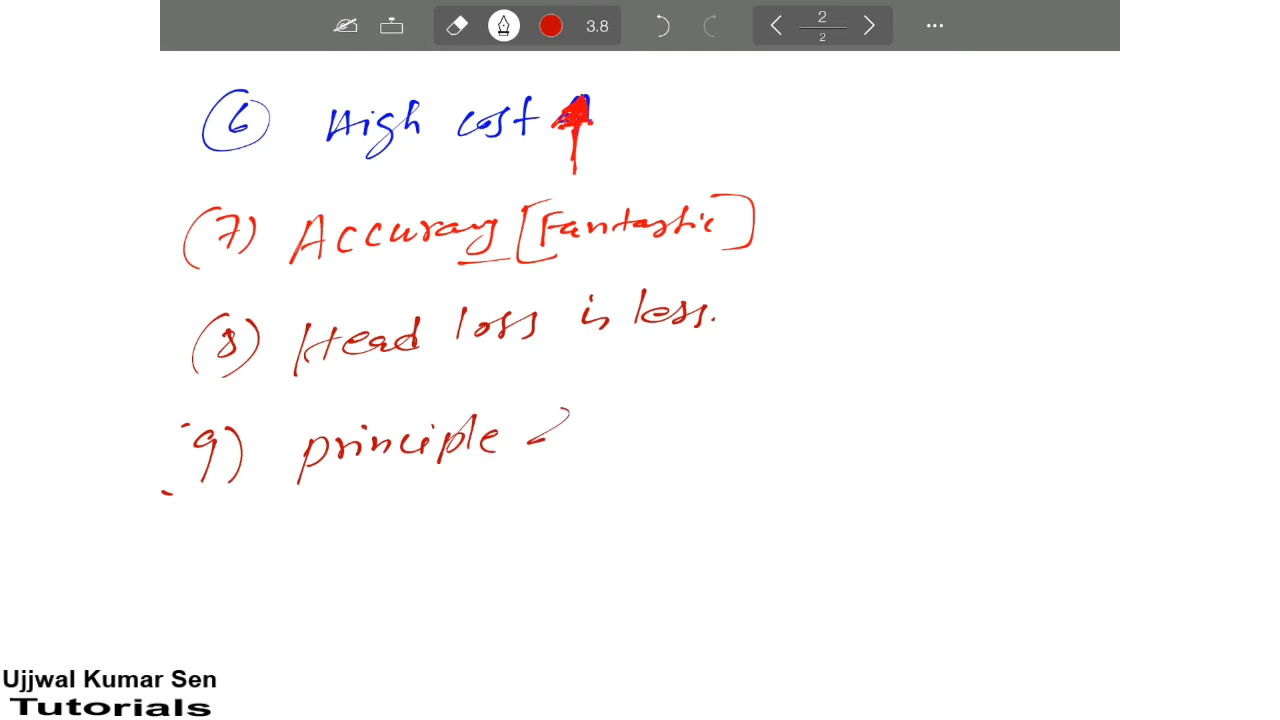 3.8
2
2
(6) High cost ↑
(7) Accuracy [Fantastic]
(8) Head loss is less.
9) principle
Ujjwal Kumar Sen
Tutorials